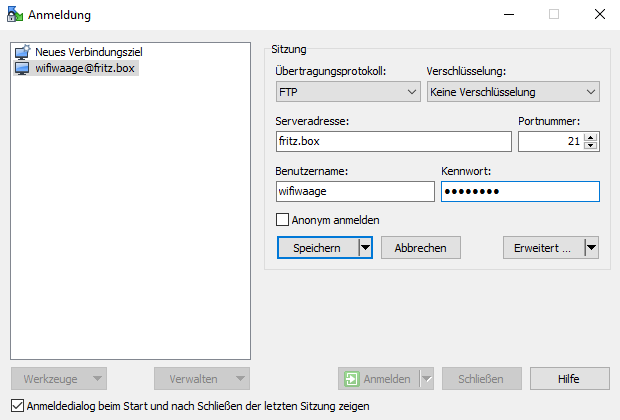 Anmeldung
Neues Verbindungsziel
wifiwaage@fritz.box
Sitzung
Übertragungsprotokoll: Verschlüsselung:
FTP Keine Verschlüsselung
Serveradresse: Portnummer:
fritz.box 21
Benutzername: Kennwort:
wifiwaage ●●●●●●●●
Anonym anmelden
Speichern Abbrechen Erweitert ...
Werkzeuge Verwalten Anmelden Schließen Hilfe
Anmeldedialog beim Start und nach Schließen der letzten Sitzung zeigen